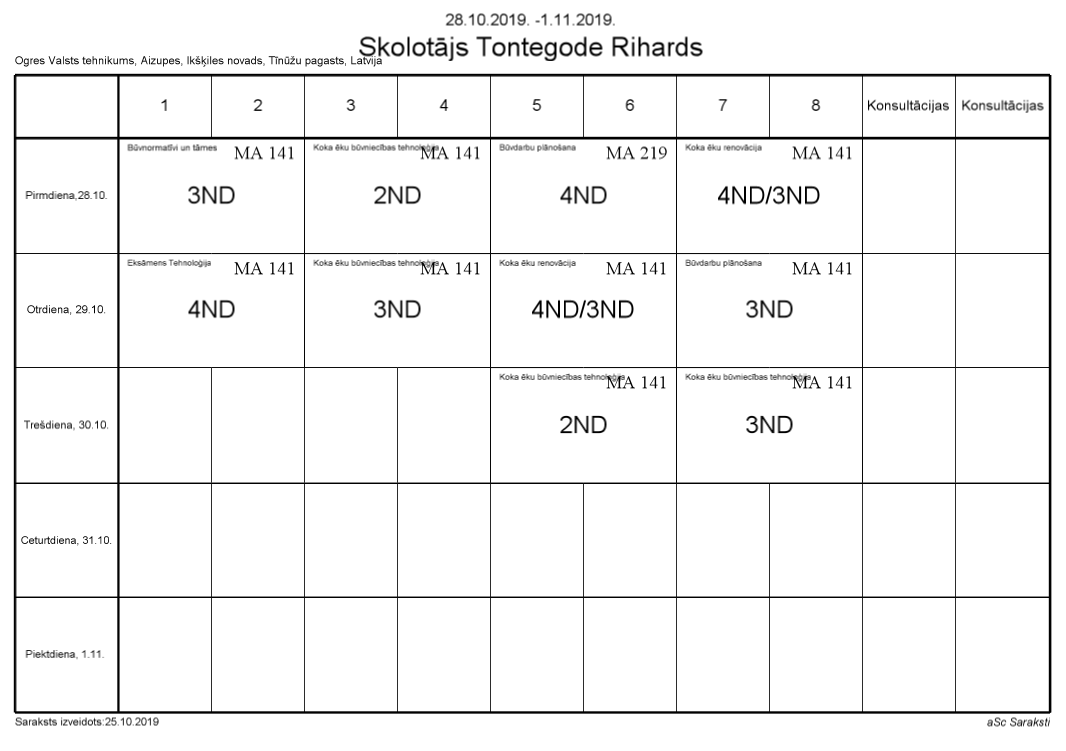 28.10.2019. -1.11.2019.
Skolotājs Tontegode Rihards
Ogres Valsts tehnikums, Aizupes, Ikšķiles novads, Tīnūžu pagasts, Latvija
1 2 3 4 5 6 7 8 Konsultācijas Konsultācijas
Pirmdiena,28.10.
Būvnormatīvi un tāmes MA 141
3ND
Koka ēku būvniecības tehnoloģija MA 141
2ND
Būvdarbu plānošana MA 219
4ND
Koka ēku renovācija MA 141
4ND/3ND
Otrdiena, 29.10.
Eksāmens Tehnoloģija MA 141
4ND
Koka ēku būvniecības tehnoloģija MA 141
3ND
Koka ēku renovācija MA 141
4ND/3ND
Būvdarbu plānošana MA 141
3ND
Trešdiena, 30.10.
Koka ēku būvniecības tehnoloģija MA 141
2ND
Koka ēku būvniecības tehnoloģija MA 141
3ND
Ceturtdiena, 31.10.
Piektdiena, 1.11.
Saraksts izveidots:25.10.2019
aSc Saraksti